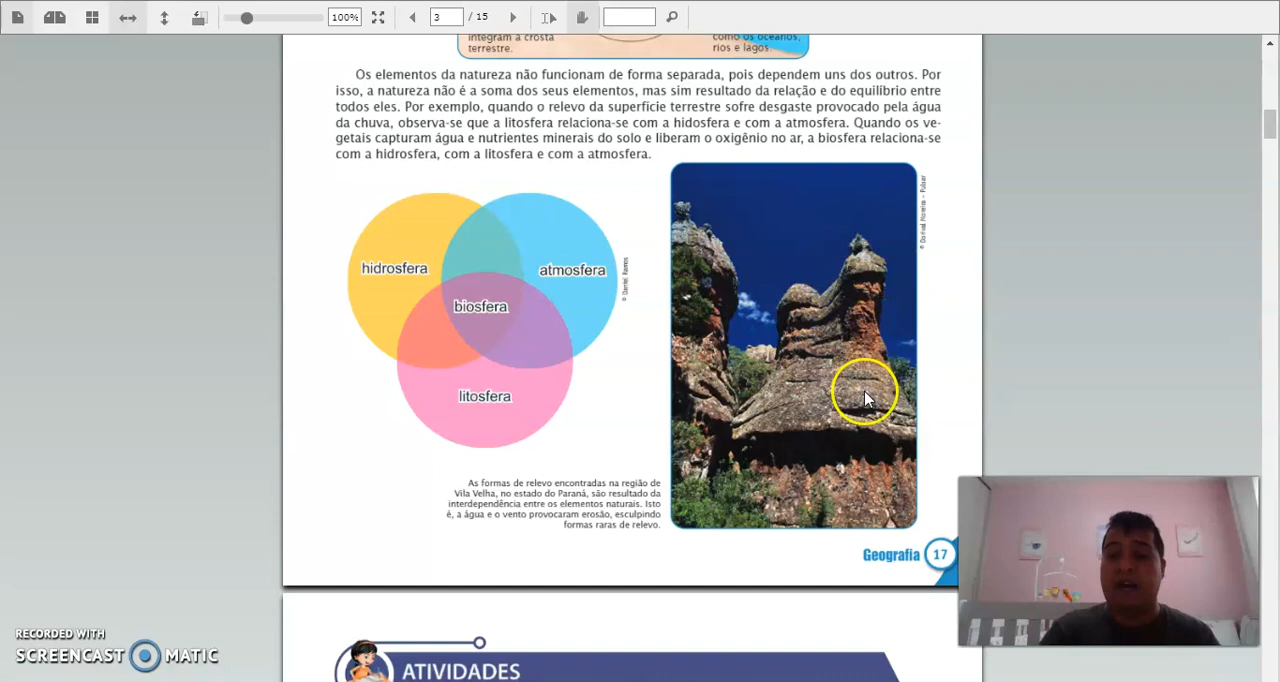 100%
3
/ 15
integram a crosta
terrestre.
como os oceanos,
rios e lagos.
Os elementos da natureza não funcionam de forma separada, pois dependem uns dos outros. Por
isso, a natureza não é a soma dos seus elementos, mas sim resultado da relação e do equilíbrio entre
todos eles. Por exemplo, quando o relevo da superfície terrestre sofre desgaste provocado pela água
da chuva, observa-se que a litosfera relaciona-se com a hidosfera e com a atmosfera. Quando os ve-
getais capturam água e nutrientes minerais do solo e liberam o oxigênio no ar, a biosfera relaciona-se
com a hidrosfera, com a litosfera e com a atmosfera.
hidrosfera
atmosfera
biosfera
litosfera
© Daniel Ramos
As formas de relevo encontradas na região de
Vila Velha, no estado do Paraná, são resultado da
interdependência entre os elementos naturais. Isto
é, a água e o vento provocaram erosão, esculpindo
formas raras de relevo.
Geografia 17
ATIVIDADES
RECORDED WITH
SCREENCAST MATIC